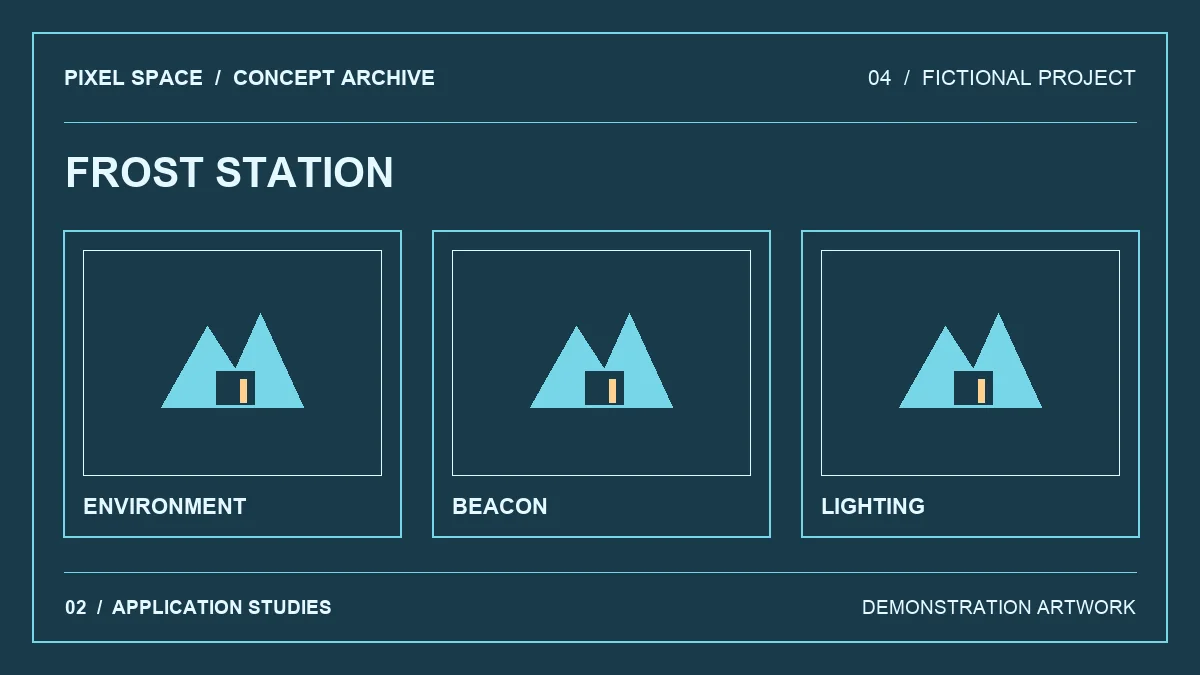 PIXEL SPACE / CONCEPT ARCHIVE
04 / FICTIONAL PROJECT
FROST STATION
ENVIRONMENT
BEACON
LIGHTING
02 / APPLICATION STUDIES
DEMONSTRATION ARTWORK